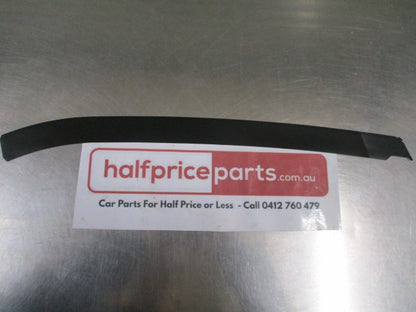 halfpriceparts.com.au
Car Parts For Half Price or Less - Call 0412 760 479